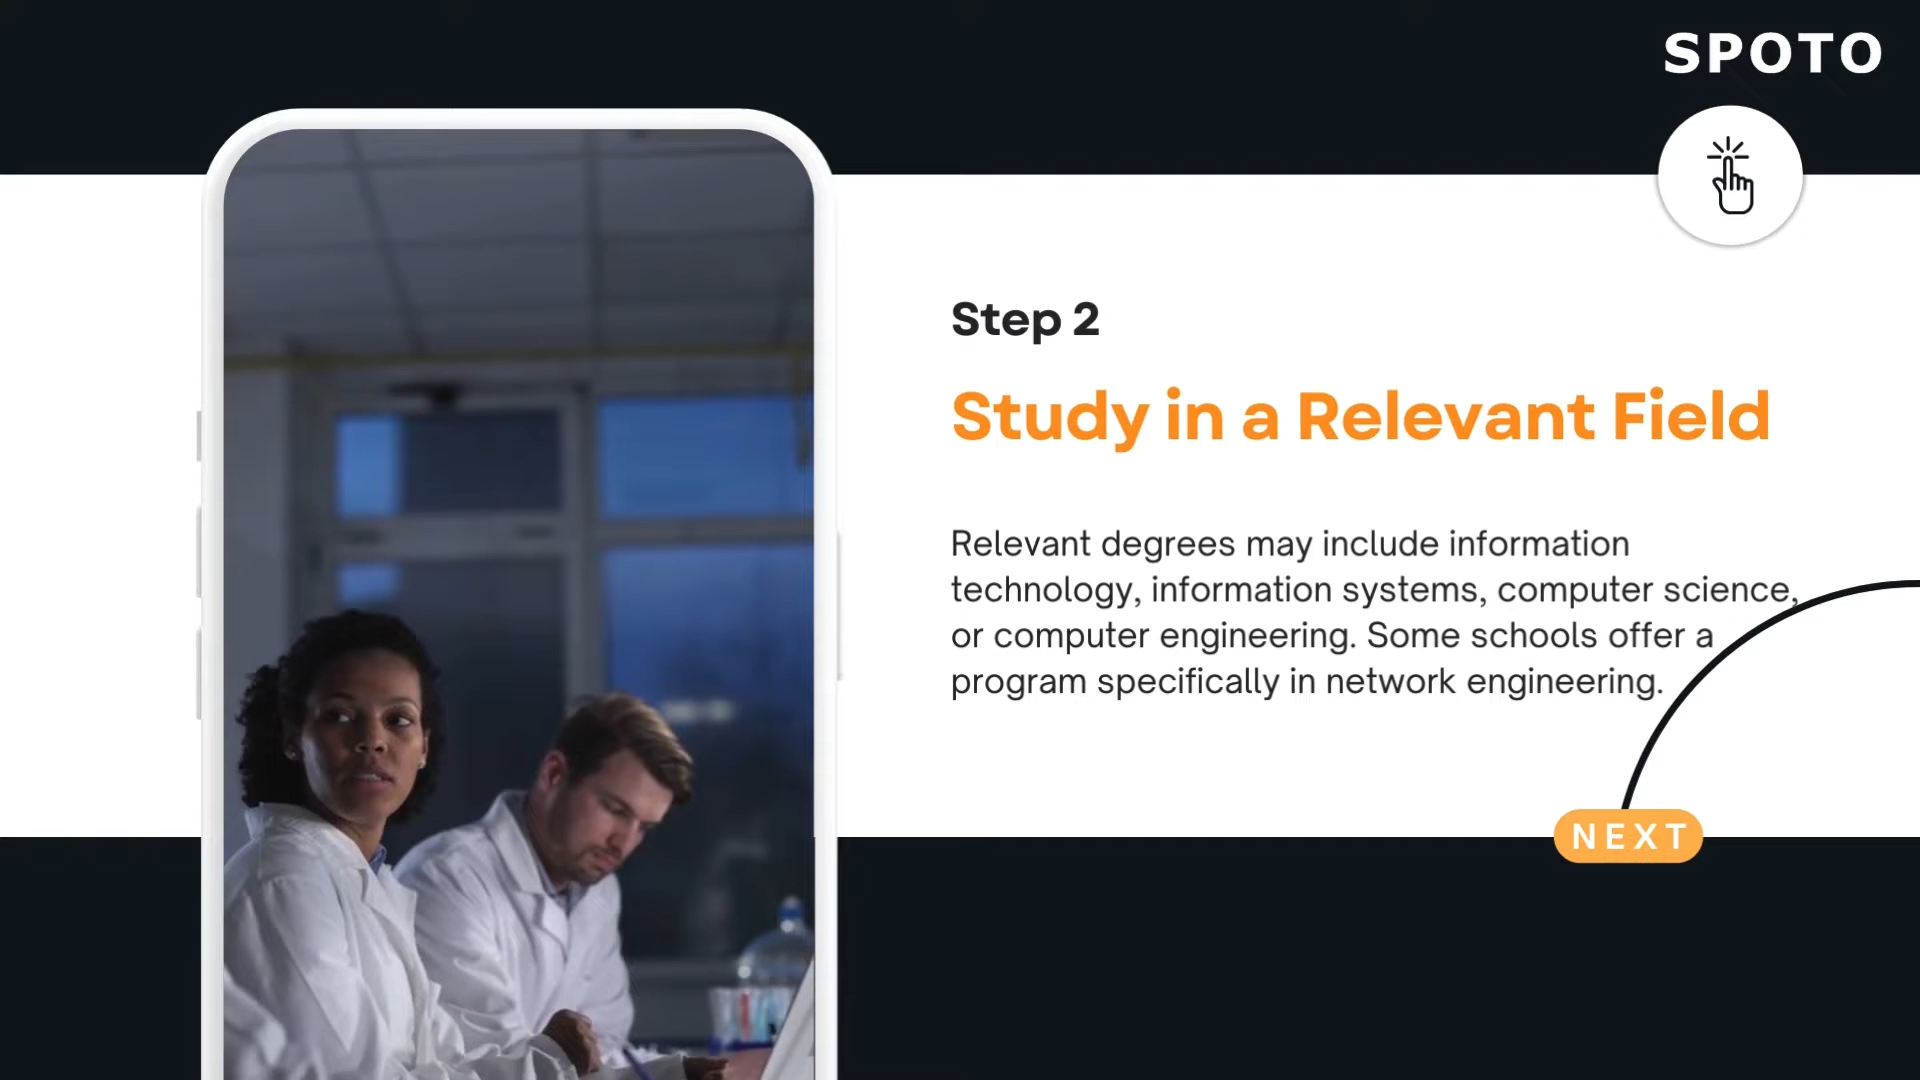 SPOTO
Step 2
Study in a Relevant Field
Relevant degrees may include information
technology, information systems, computer science,
or computer engineering. Some schools offer a
program specifically in network engineering.
NEXT